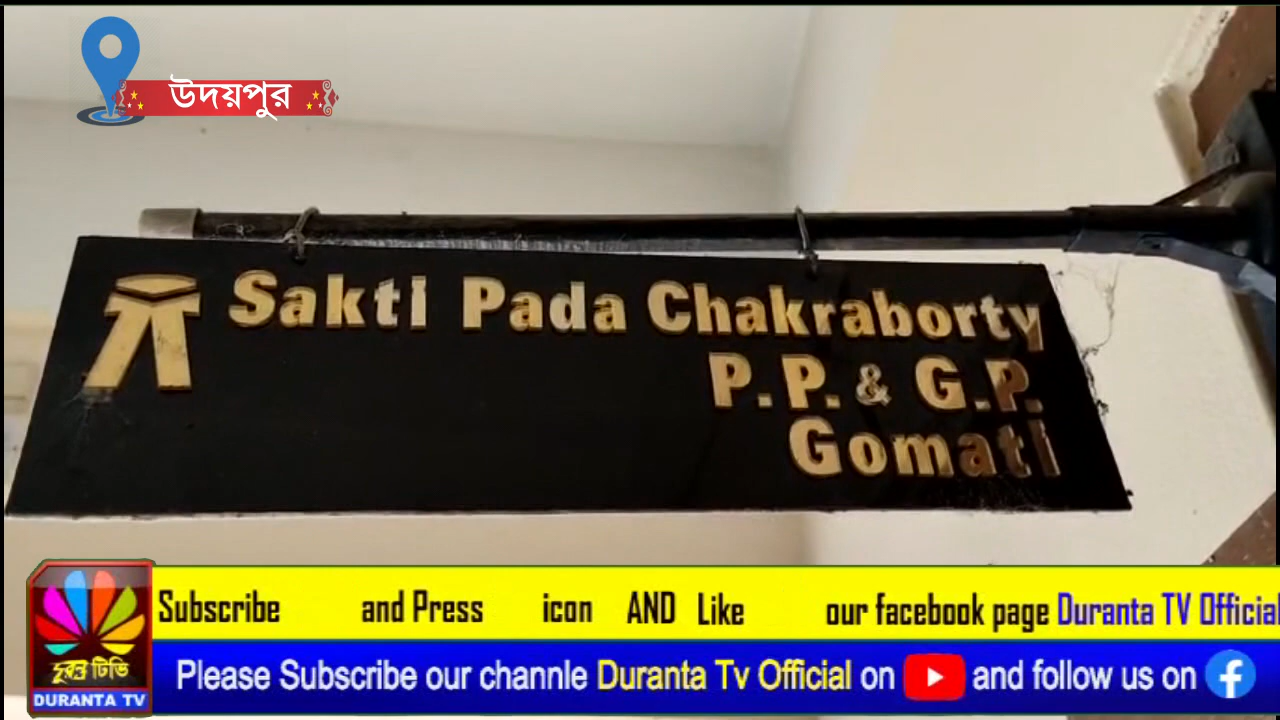 উদয়পুর
Sakti Pada Chakraborty
P.P. & G.P.
Gomati
Subscribe and Press icon AND Like our facebook page Duranta TV Official
Please Subscribe our channle Duranta Tv Official on and follow us on
দুরন্ত টিভি
DURANTA TV